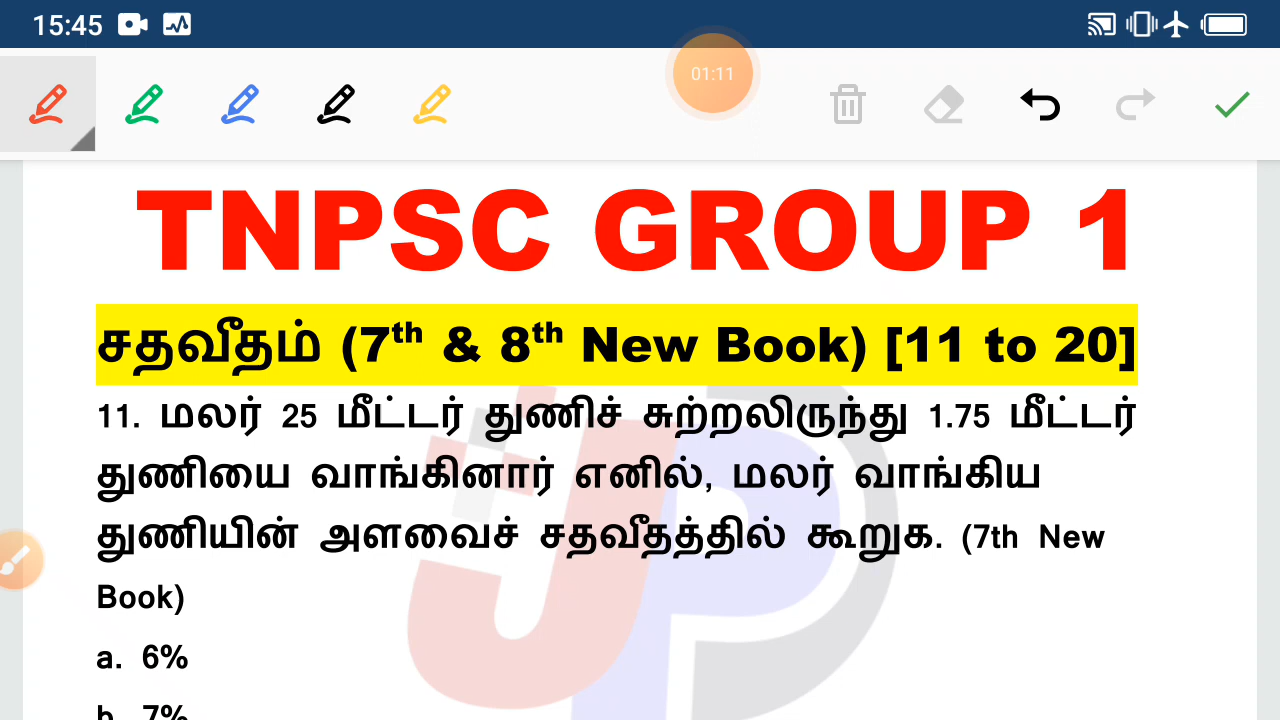 15:45
01:11
TNPSC GROUP 1
சதவீதம் (7th & 8th New Book) [11 to 20]
11. மலர் 25 மீட்டர் துணிச் சுற்றலிருந்து 1.75 மீட்டர்
துணியை வாங்கினார் எனில், மலர் வாங்கிய
துணியின் அளவைச் சதவீதத்தில் கூறுக. (7th New
Book)
a. 6%
b. 7%